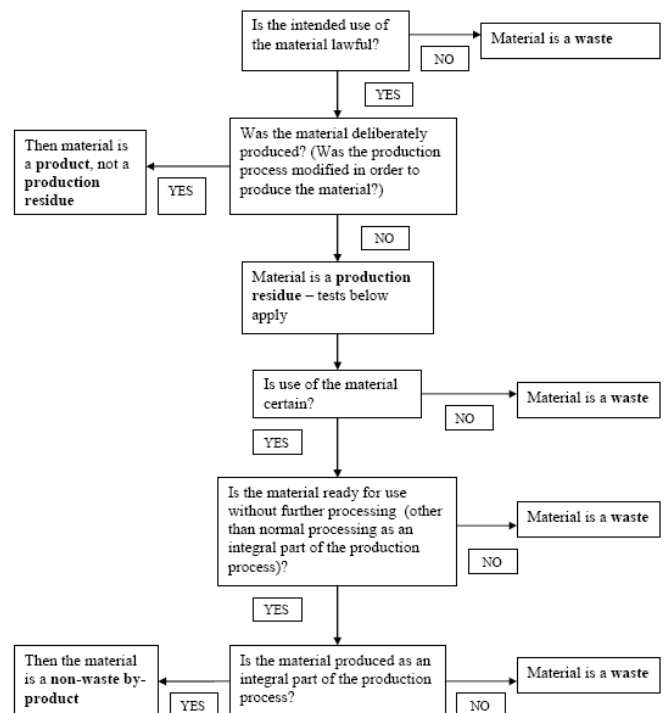 Is the intended use of
the material lawful?
Material is a waste
NO
YES
Was the material deliberately
produced? (Was the production
process modified in order to
produce the material?)
Then material is
a product, not a
production
residue
YES
NO
Material is a production
residue – tests below
apply
Is use of the material
certain?
Material is a waste
NO
YES
Is the material ready for use
without further processing (other
than normal processing as an
integral part of the production
process)?
Material is a waste
NO
YES
Then the material
is a non-waste by-
product
YES
Is the material produced as an
integral part of the production
process?
Material is a waste
NO